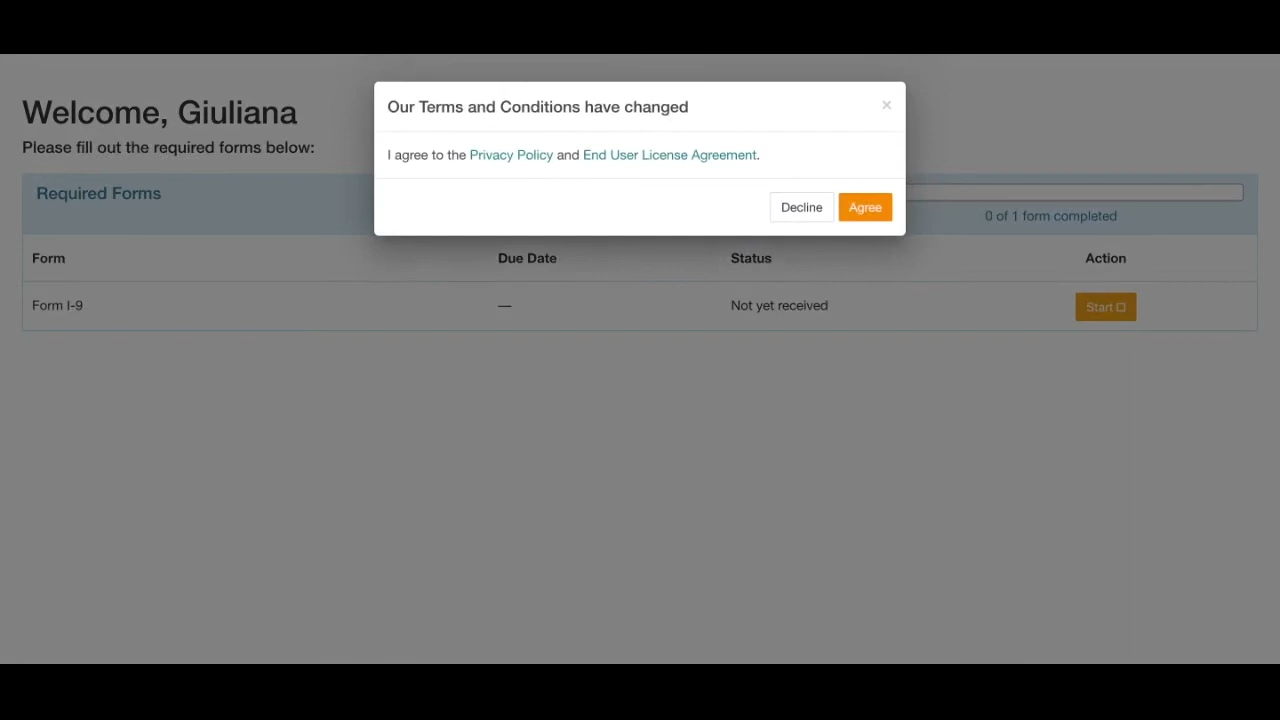 Our Terms and Conditions have changed ×
I agree to the Privacy Policy and End User License Agreement.
Decline Agree
Welcome, Giuliana
Please fill out the required forms below:
Required Forms
0 of 1 form completed
Form Due Date Status Action
Form I-9 — Not yet received Start